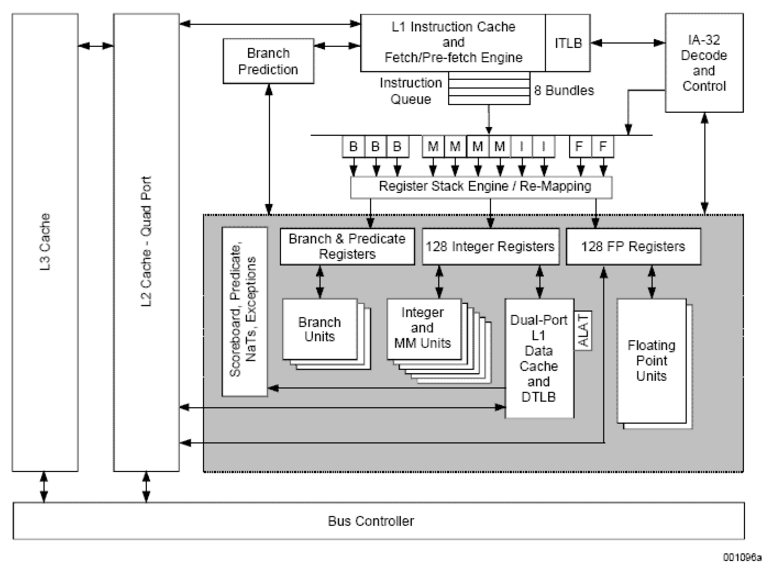 L3 Cache
L2 Cache - Quad Port
Branch
Prediction
L1 Instruction Cache
and
Fetch/Pre-fetch Engine
ITLB
IA-32
Decode
and
Control
Instruction
Queue
8 Bundles
B B B M M M M I I F F
Register Stack Engine / Re-Mapping
Scoreboard, Predicate,
NaTs, Exceptions
Branch & Predicate
Registers
128 Integer Registers
128 FP Registers
Branch
Units
Integer
and
MM Units
Dual-Port
L1
Data
Cache
and
DTLB
ALAT
Floating
Point
Units
Bus Controller
001096a